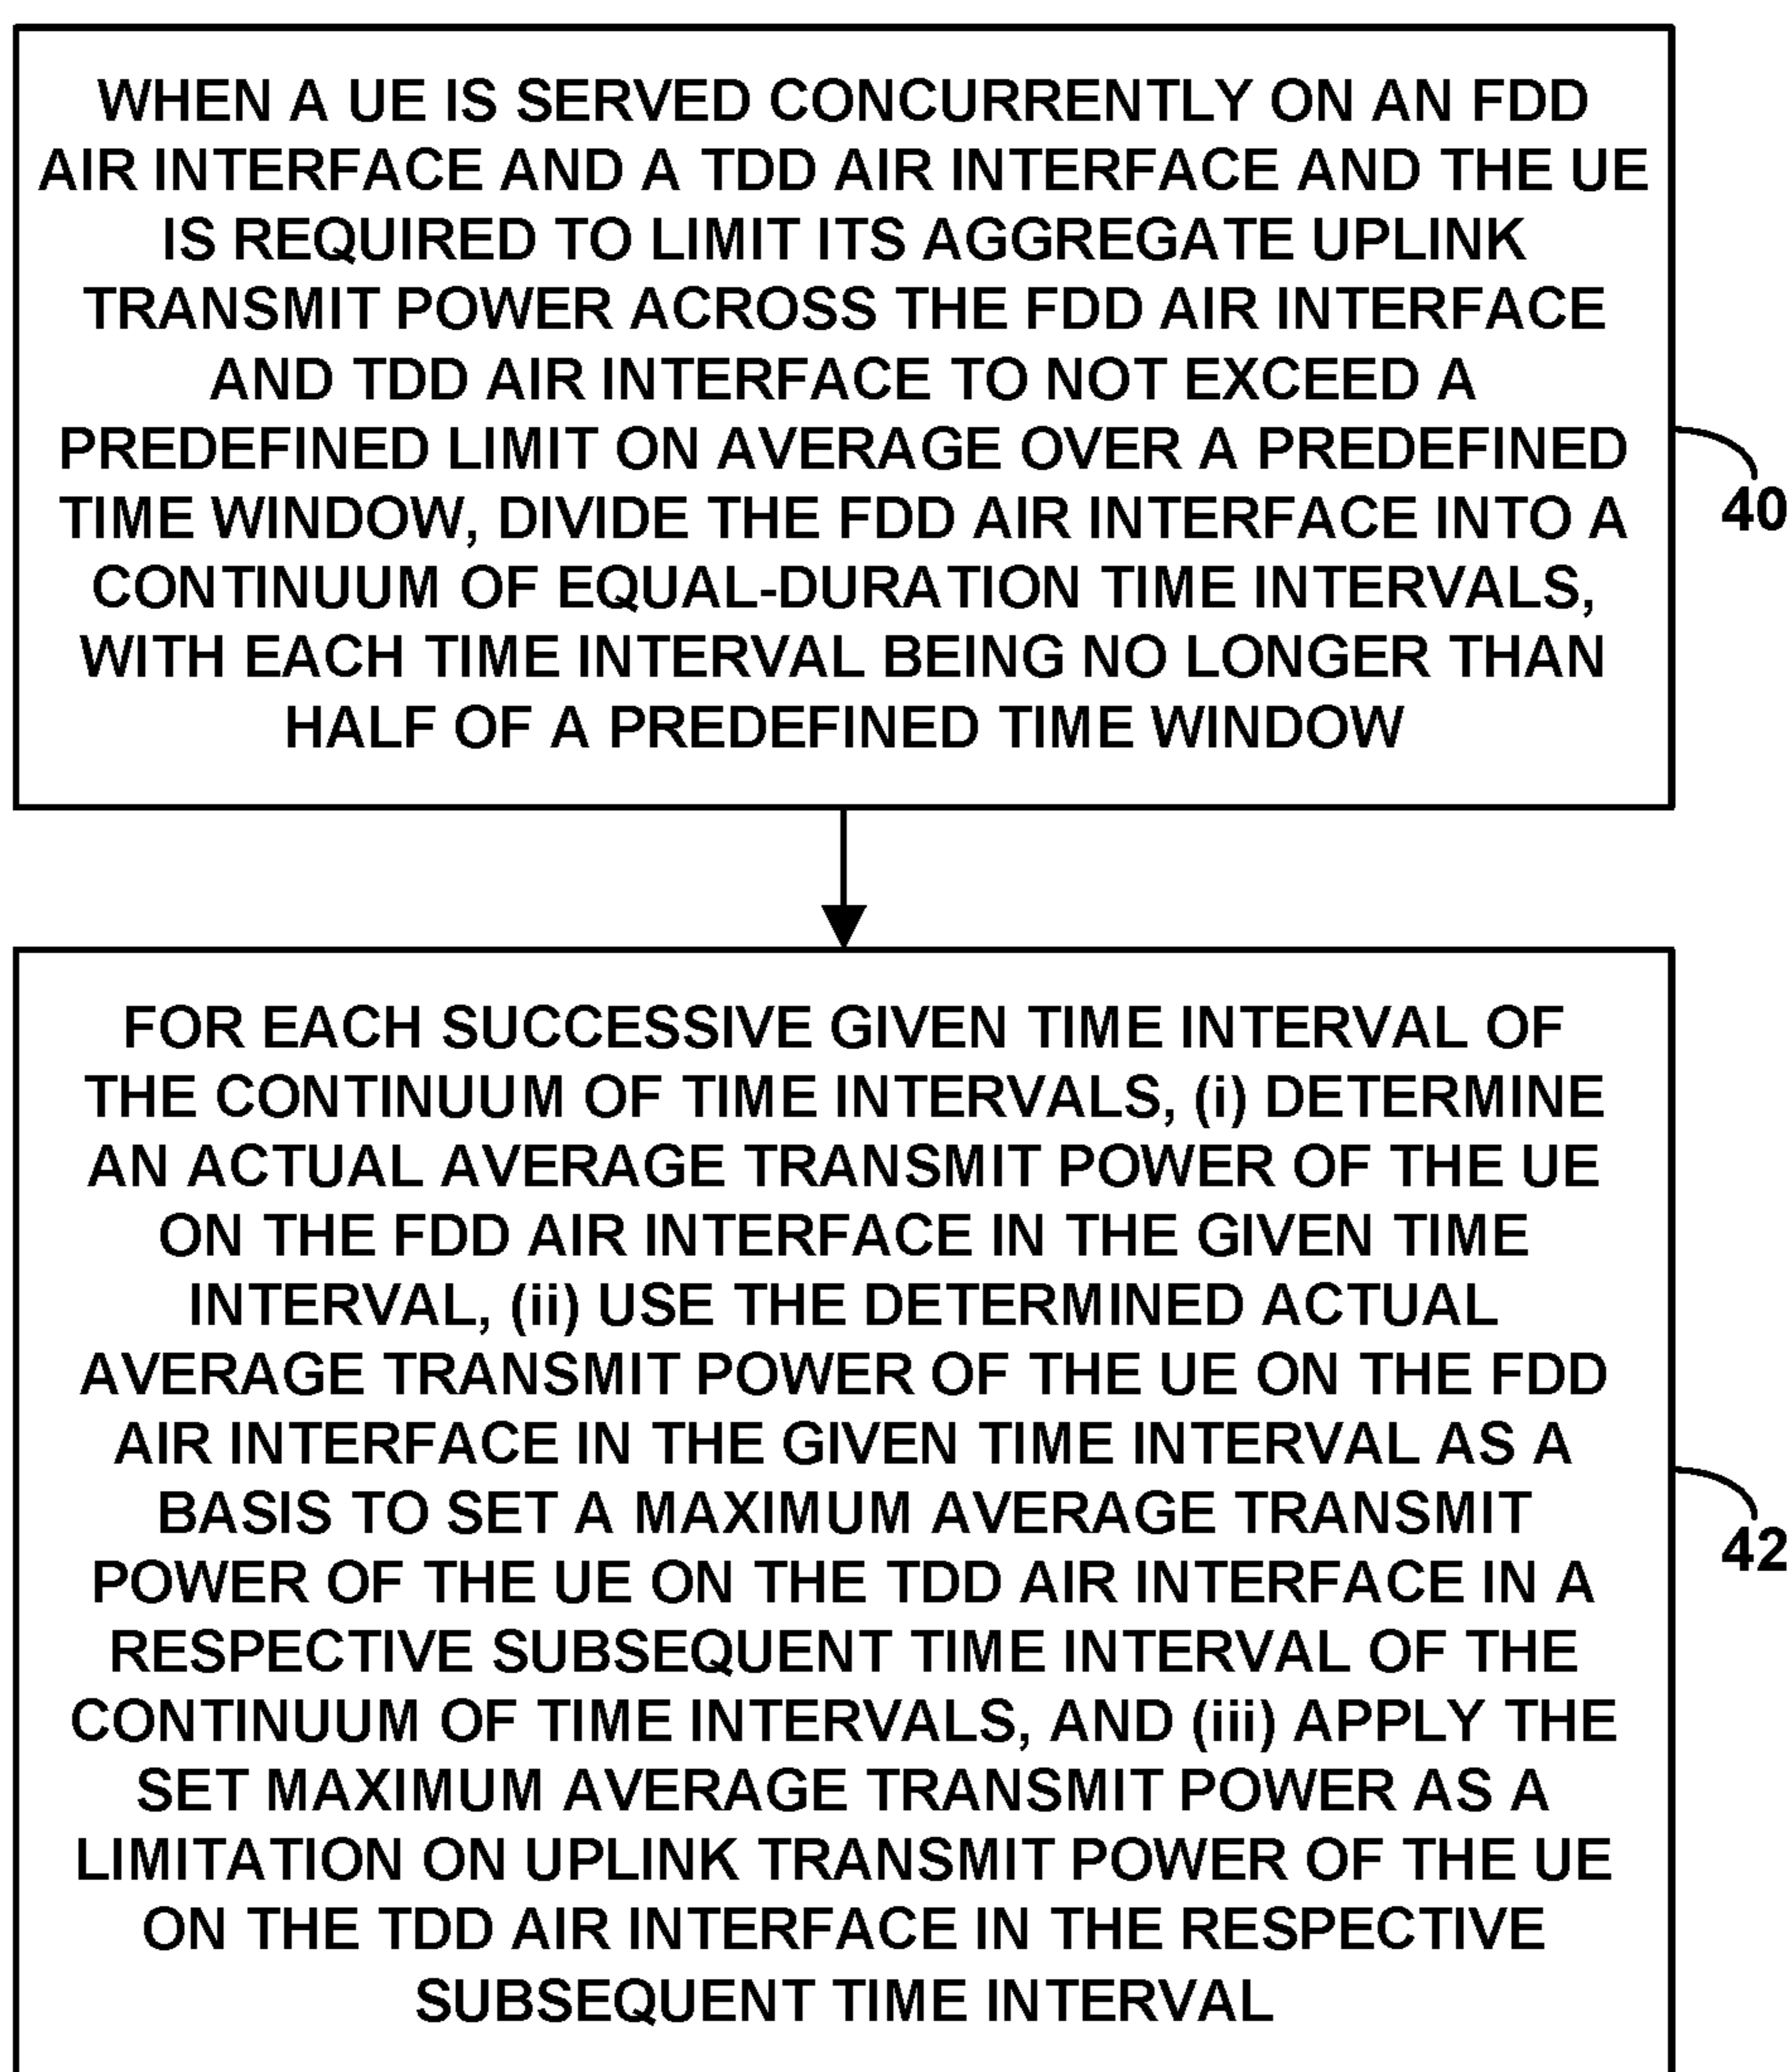 WHEN A UE IS SERVED CONCURRENTLY ON AN FDD
AIR INTERFACE AND A TDD AIR INTERFACE AND THE UE
IS REQUIRED TO LIMIT ITS AGGREGATE UPLINK
TRANSMIT POWER ACROSS THE FDD AIR INTERFACE
AND TDD AIR INTERFACE TO NOT EXCEED A
PREDEFINED LIMIT ON AVERAGE OVER A PREDEFINED
TIME WINDOW, DIVIDE THE FDD AIR INTERFACE INTO A
CONTINUUM OF EQUAL-DURATION TIME INTERVALS,
WITH EACH TIME INTERVAL BEING NO LONGER THAN
HALF OF A PREDEFINED TIME WINDOW
40
FOR EACH SUCCESSIVE GIVEN TIME INTERVAL OF
THE CONTINUUM OF TIME INTERVALS, (i) DETERMINE
AN ACTUAL AVERAGE TRANSMIT POWER OF THE UE
ON THE FDD AIR INTERFACE IN THE GIVEN TIME
INTERVAL, (ii) USE THE DETERMINED ACTUAL
AVERAGE TRANSMIT POWER OF THE UE ON THE FDD
AIR INTERFACE IN THE GIVEN TIME INTERVAL AS A
BASIS TO SET A MAXIMUM AVERAGE TRANSMIT
POWER OF THE UE ON THE TDD AIR INTERFACE IN A
RESPECTIVE SUBSEQUENT TIME INTERVAL OF THE
CONTINUUM OF TIME INTERVALS, AND (iii) APPLY THE
SET MAXIMUM AVERAGE TRANSMIT POWER AS A
LIMITATION ON UPLINK TRANSMIT POWER OF THE UE
ON THE TDD AIR INTERFACE IN THE RESPECTIVE
SUBSEQUENT TIME INTERVAL
42